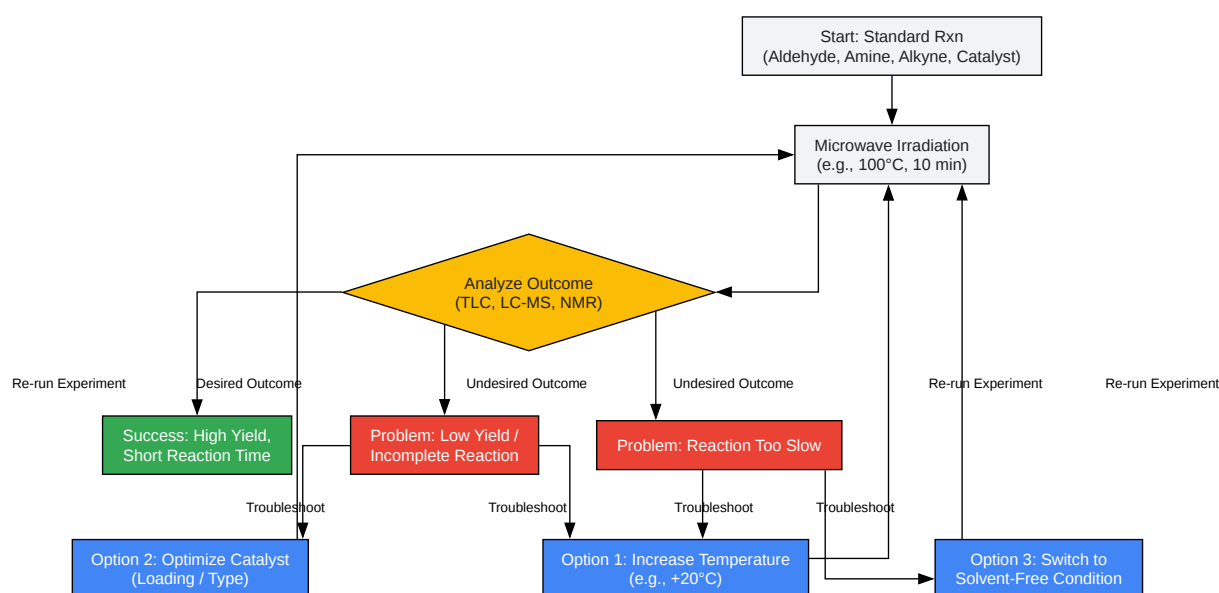 Start: Standard Rxn
(Aldehyde, Amine, Alkyne, Catalyst)
Microwave Irradiation
(e.g., 100°C, 10 min)
Analyze Outcome
(TLC, LC-MS, NMR)
Re-run Experiment
Desired Outcome
Undesired Outcome
Undesired Outcome
Re-run Experiment
Re-run Experiment
Success: High Yield,
Short Reaction Time
Problem: Low Yield /
Incomplete Reaction
Problem: Reaction Too Slow
Troubleshoot
Troubleshoot
Troubleshoot
Troubleshoot
Option 2: Optimize Catalyst
(Loading / Type)
Option 1: Increase Temperature
(e.g., +20°C)
Option 3: Switch to
Solvent-Free Condition